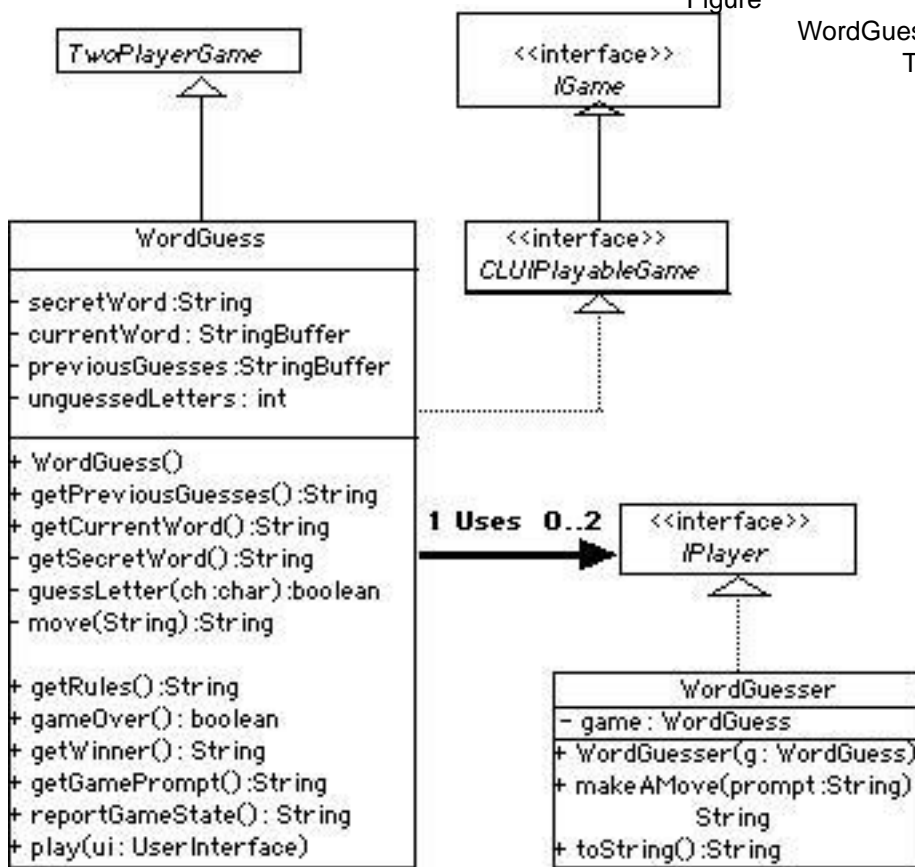 Figure
TwoPlayerGame
<<interface>>
IGame
WordGuess
- secretWord:String
- currentWord: StringBuffer
- previousGuesses:StringBuffer
- unguessedLetters: int
+ WordGuess()
+ getPreviousGuesses():String
+ getCurrentWord():String
- getSecretWord():String
- guessLetter(ch:char):boolean
- move(String):String
+ getRules():String
+ gameOver(): boolean
+ getWinner(): String
+ getGamePrompt():String
+ reportGameState(): String
+ play(ui: UserInterface)
<<interface>>
CLUIPlayableGame
1 Uses 0..2
<<interface>>
IPlayer
WordGuesser
- game: WordGuess
+ WordGuesser(g: WordGuess)
+ makeAMove(prompt:String)
String
+ toString():String